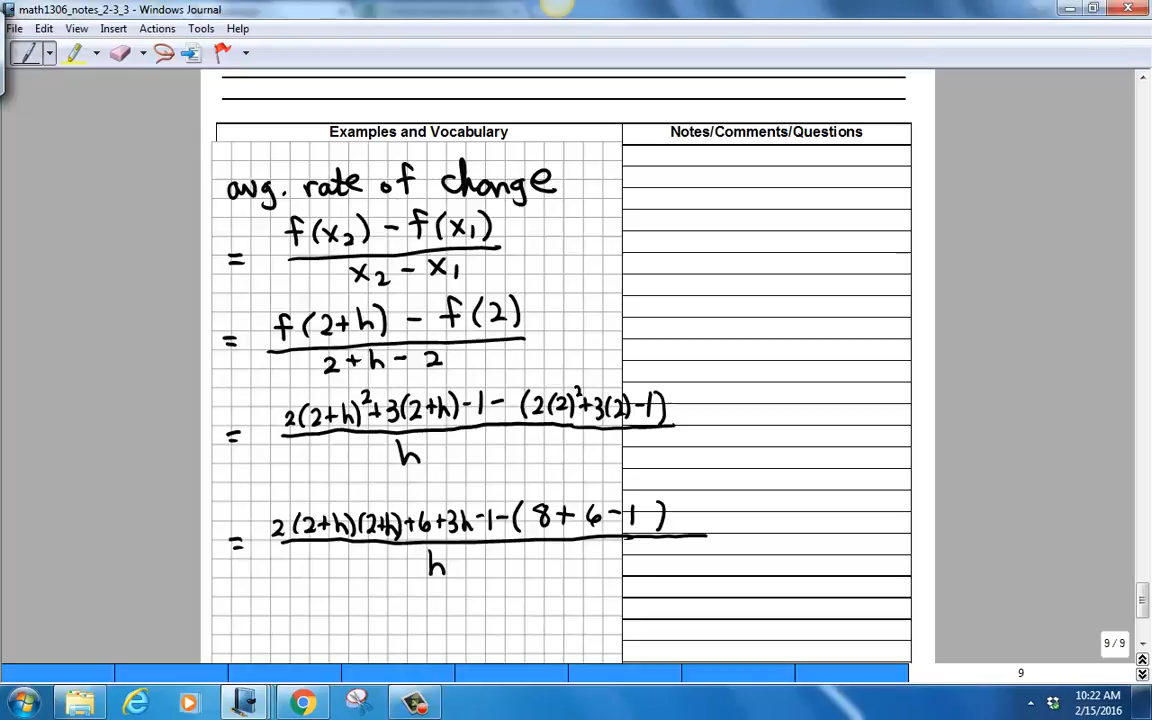 math1306_notes_2-3_3 - Windows Journal
File Edit View Insert Actions Tools Help
Examples and Vocabulary
Notes/Comments/Questions
avg. rate of change
= f(x₂) - f(x₁)
x₂ - x₁
= f(2+h) - f(2)
2+h - 2
= 2(2+h)²+3(2+h)-1 - (2(2)²+3(2)-1)
h
= 2(2+h)(2+h)+6+3h-1-(8+6-1)
h
9/9
9
10:22 AM
2/15/2016